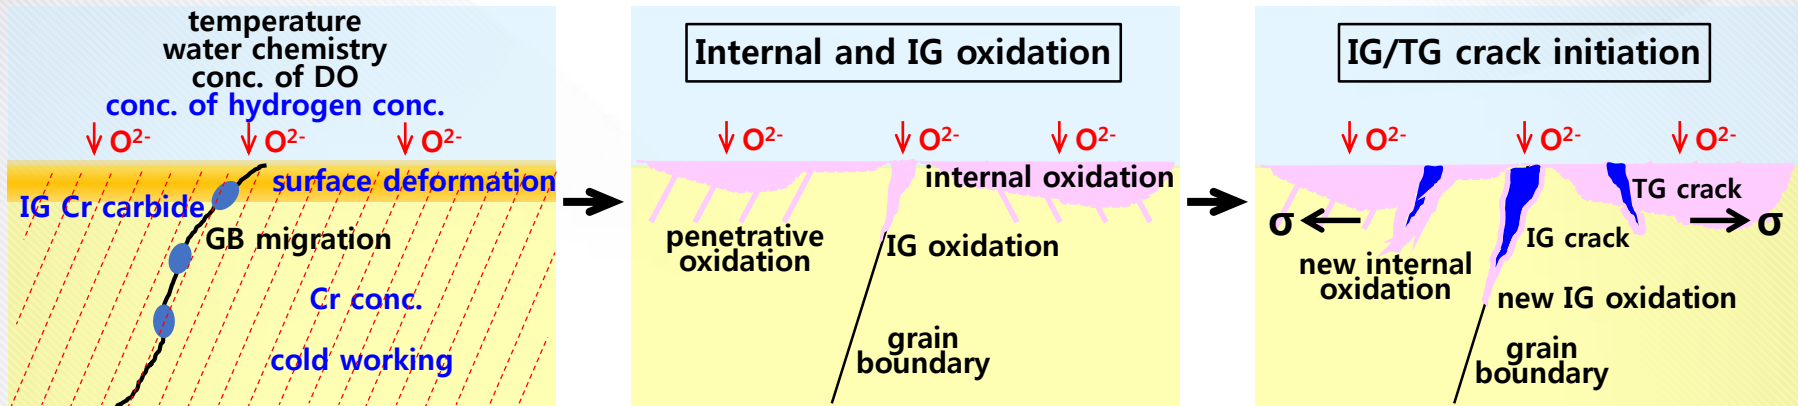 temperature
water chemistry
conc. of DO
conc. of hydrogen conc.
O²⁻
O²⁻
O²⁻
surface deformation
IG Cr carbide
GB migration
Cr conc.
cold working
Internal and IG oxidation
O²⁻
O²⁻
O²⁻
internal oxidation
penetrative
oxidation
IG oxidation
grain
boundary
IG/TG crack initiation
O²⁻
O²⁻
O²⁻
TG crack
σ
σ
IG crack
new internal
oxidation
new IG oxidation
grain
boundary